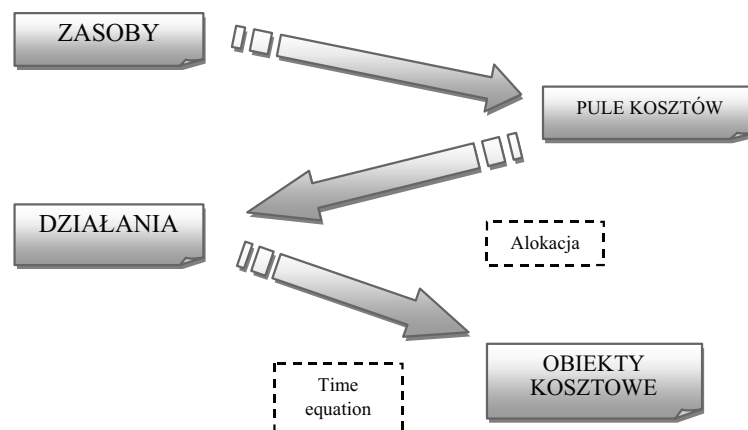 ZASOBY
PULE KOSZTÓW
DZIAŁANIA
Alokacja
OBIEKTY
KOSZTOWE
Time
equation